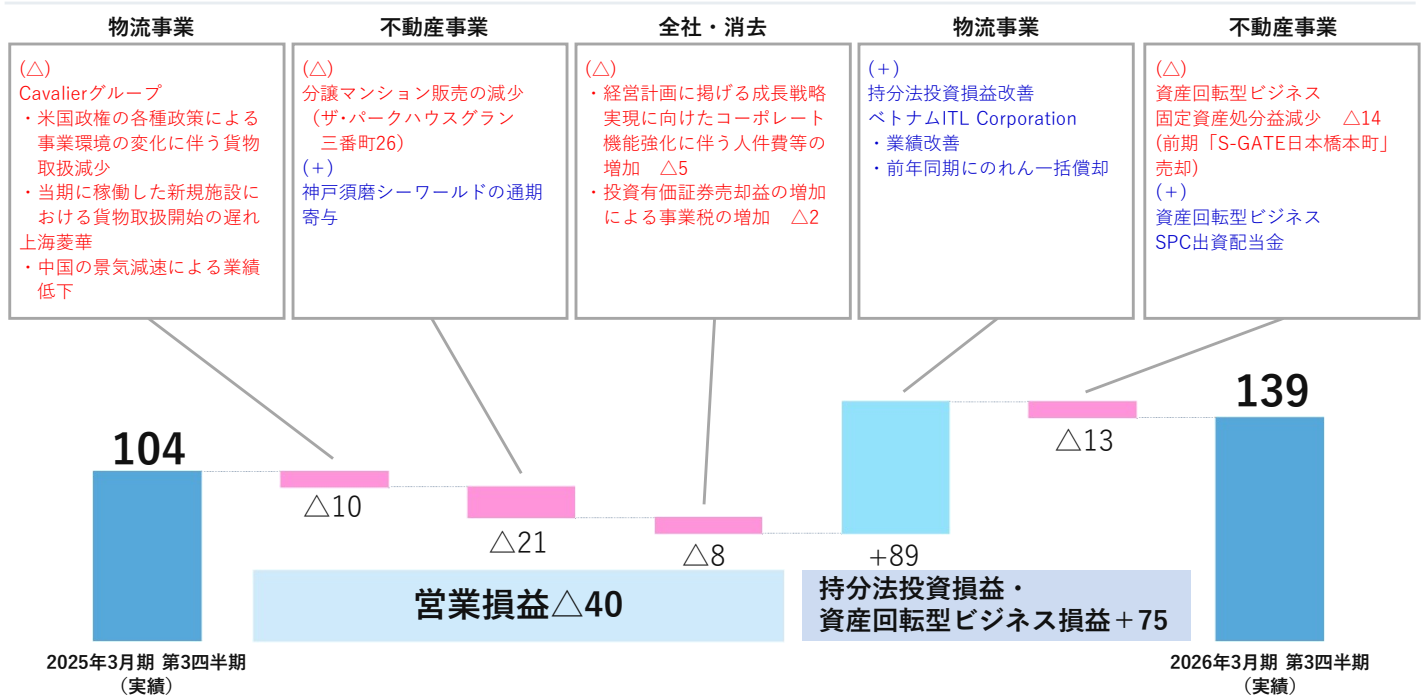 物流事業
(△)
Cavalierグループ
・米国政権の各種政策による
事業環境の変化に伴う貨物
取扱減少
・当期に稼働した新規施設に
おける貨物取扱開始の遅れ
上海菱華
・中国の景気減速による業績
低下
不動産事業
(△)
分譲マンション販売の減少
（ザ・パークハウスグラン
三番町26）
(+)
神戸須磨シーワールドの通期
寄与
全社・消去
(△)
・経営計画に掲げる成長戦略
実現に向けたコーポレート
機能強化に伴う人件費等の
増加　△5
・投資有価証券売却益の増加
による事業税の増加　△2
物流事業
(+)
持分法投資損益改善
ベトナムITL Corporation
・業績改善
・前年同期にのれん一括償却
不動産事業
(△)
資産回転型ビジネス
固定資産処分益減少　△14
(前期「S-GATE日本橋本町」
売却)
(+)
資産回転型ビジネス
SPC出資配当金
104
△10
△21
△8
+89
△13
139
営業損益△40
持分法投資損益・
資産回転型ビジネス損益+75
2025年3月期 第3四半期
（実績）
2026年3月期 第3四半期
（実績）